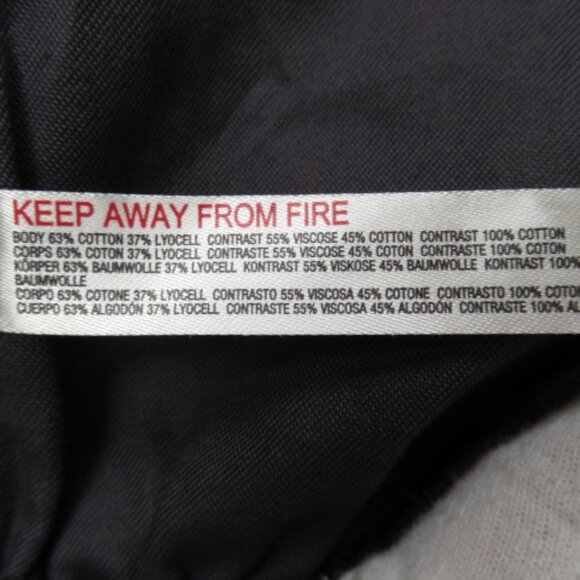 KEEP AWAY FROM FIRE
BODY 63% COTTON 37% LYOCELL CONTRAST 55% VISCOSE 45% COTTON CONTRAST 100% COTTON
CORPS 63% COTON 37% LYOCELL CONTRASTE 55% VISCOSE 45% COTON CONTRASTE 100% COTON
KÖRPER 63% BAUMWOLLE 37% LYOCELL KONTRAST 55% VISKOSE 45% BAUMWOLLE KONTRAST 100%
BAUMWOLLE
CORPO 63% COTONE 37% LYOCELL CONTRASTO 55% VISCOSA 45% COTONE CONTRASTO 100%
CUERPO 63% ALGODÓN 37% LYOCELL CONTRASTE 55% VISCOSA 45% ALGODÓN CONTRASTE 100%